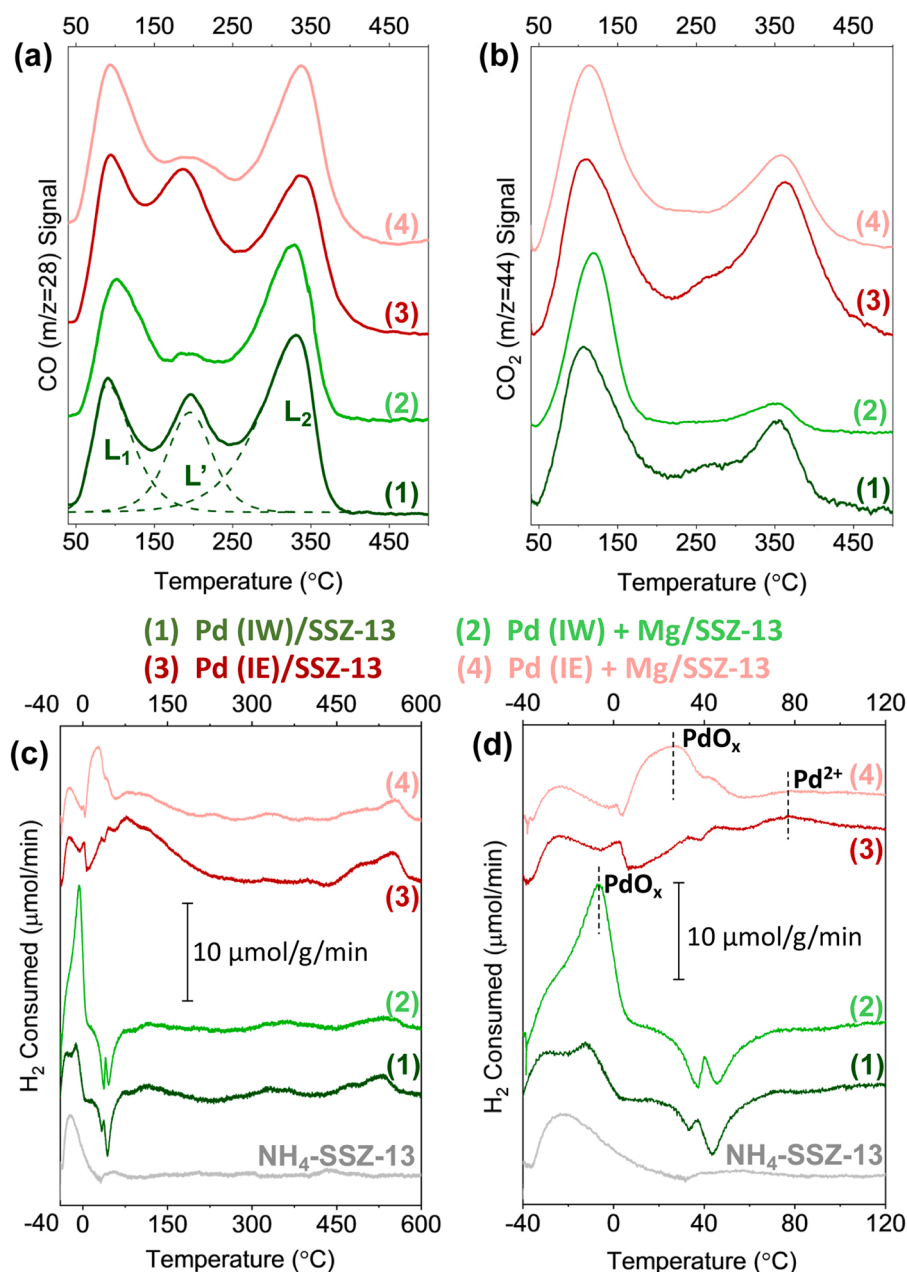 50 150 250 350 450
50 150 250 350 450
(a)
(b)
CO (m/z=28) Signal
CO₂ (m/z=44) Signal
(4)
(4)
(3)
(3)
(2)
(2)
L₁
L'
L₂
(1)
(1)
50 150 250 350 450
50 150 250 350 450
Temperature (°C)
Temperature (°C)
(1) Pd (IW)/SSZ-13
(2) Pd (IW) + Mg/SSZ-13
(3) Pd (IE)/SSZ-13
(4) Pd (IE) + Mg/SSZ-13
-40 0 150 300 450 600
-40 0 40 80 120
(c)
(d)
H₂ Consumed (μmol/min)
H₂ Consumed (μmol/min)
(4)
PdOₓ
Pd²⁺
(4)
(3)
(3)
PdOₓ
10 μmol/g/min
10 μmol/g/min
(2)
(2)
(1)
(1)
NH₄-SSZ-13
NH₄-SSZ-13
-40 0 150 300 450 600
-40 0 40 80 120
Temperature (°C)
Temperature (°C)